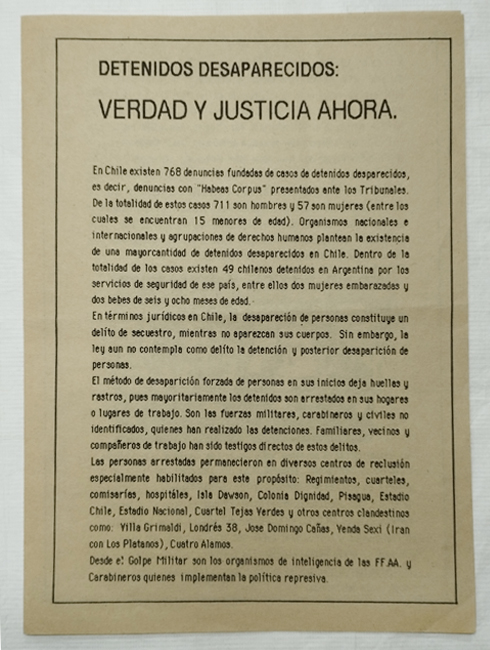 DETENIDOS DESAPARECIDOS:
VERDAD Y JUSTICIA AHORA.
En Chile existen 768 denuncias fundadas de casos de detenidos desaparecidos,
es decir, denuncias con "Habeas Corpus" presentados ante los Tribunales.
De la totalidad de estos casos 711 son hombres y 57 son mujeres (entre los
cuales se encuentran 15 menores de edad). Organismos nacionales e
internacionales y agrupaciones de derechos humanos plantean la existencia
de una mayorcantidad de detenidos desaparecidos en Chile. Dentro de la
totalidad de los casos existen 49 chilenos detenidos en Argentina por los
servicios de seguridad de ese país, entre ellos dos mujeres embarazadas y
dos bebes de seis y ocho meses de edad.
En términos jurídicos en Chile, la desapareción de personas constituye un
delíto de secuestro, mientras no aparezcan sus cuerpos. Sin embargo, la
ley aun no contempla como delíto la detención y posterior desaparición de
personas.
El método de desaparición forzada de personas en sus inicios deja huellas y
rastros, pues mayoritariamente los detenidos son arrestados en sus hogares
o lugares de trabajo. Son las fuerzas militares, carabineros y civiles no
identificados, quienes han realizado las detenciones. Familiares, vecinos y
compañeros de trabajo han sido testigos directos de estos delitos.
Las personas arrestadas permanecieron en diversos centros de reclusión
especialmente habilitados para este propósito: Regimientos, cuarteles,
comisarías, hospitáles, Isla Dawson, Colonia Dignidad, Pisagua, Estadio
Chile, Estadio Nacional, Cuartel Tejas Verdes y otros centros clandestinos
como: Villa Grimaldi, Londrés 38, Jose Domingo Cañas, Venda Sexi (Iran
con Los Platanos), Cuatro Alamos.
Desde el Golpe Militar son los organismos de inteligencia de las FF.AA. y
Carabineros quienes implementan la política represiva.